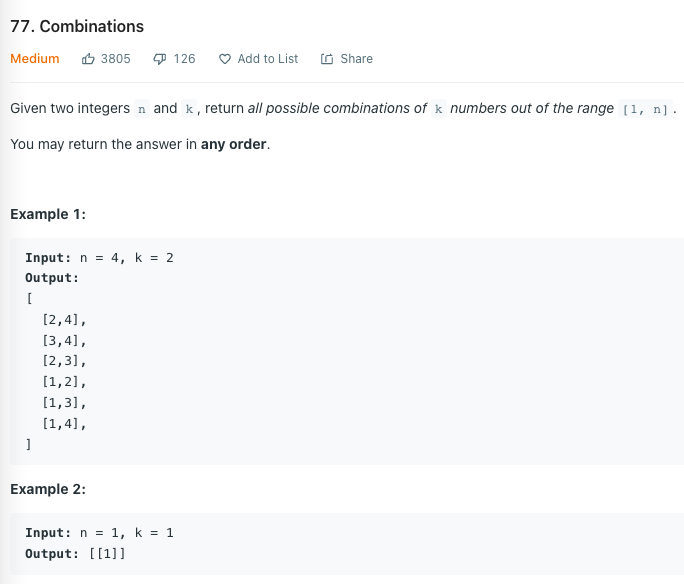 77. Combinations
Medium 3805 126 Add to List Share
Given two integers n and k, return all possible combinations of k numbers out of the range [1, n].
You may return the answer in any order.
Example 1:
Input: n = 4, k = 2
Output:
[
[2,4],
[3,4],
[2,3],
[1,2],
[1,3],
[1,4],
]
Example 2:
Input: n = 1, k = 1
Output: [[1]]